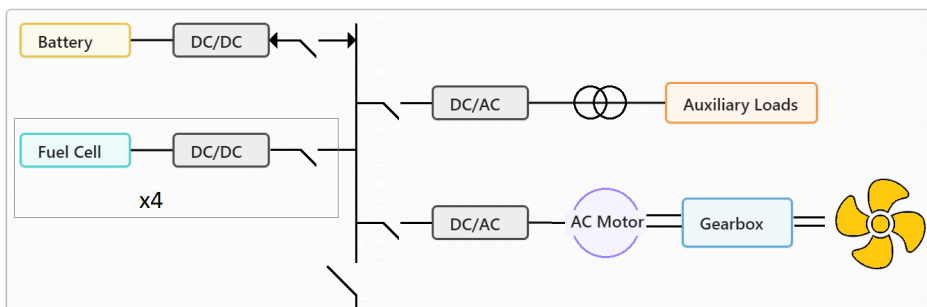 Battery
DC/DC
DC/AC
Auxiliary Loads
Fuel Cell
DC/DC
x4
DC/AC
AC Motor
Gearbox